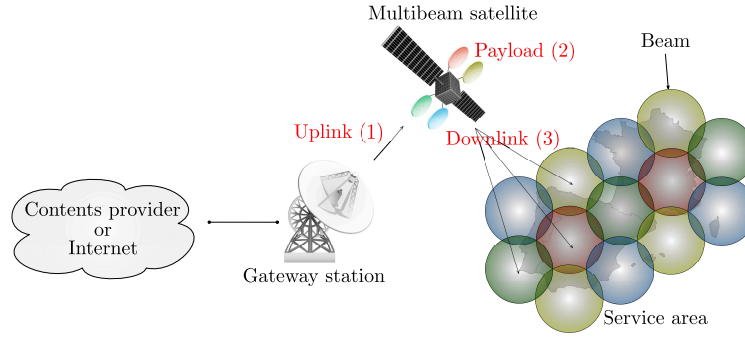 Multibeam satellite
Payload (2)
Beam
Uplink (1)
Downlink (3)
Contents provider
or
Internet
Gateway station
Service area